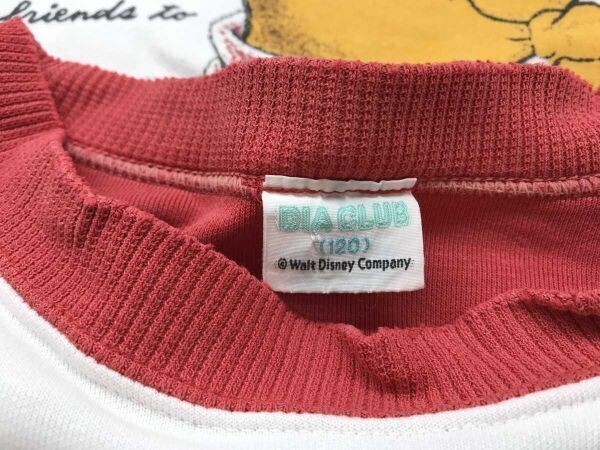 friends to
DIA CLUB
(120)
© Walt Disney Company